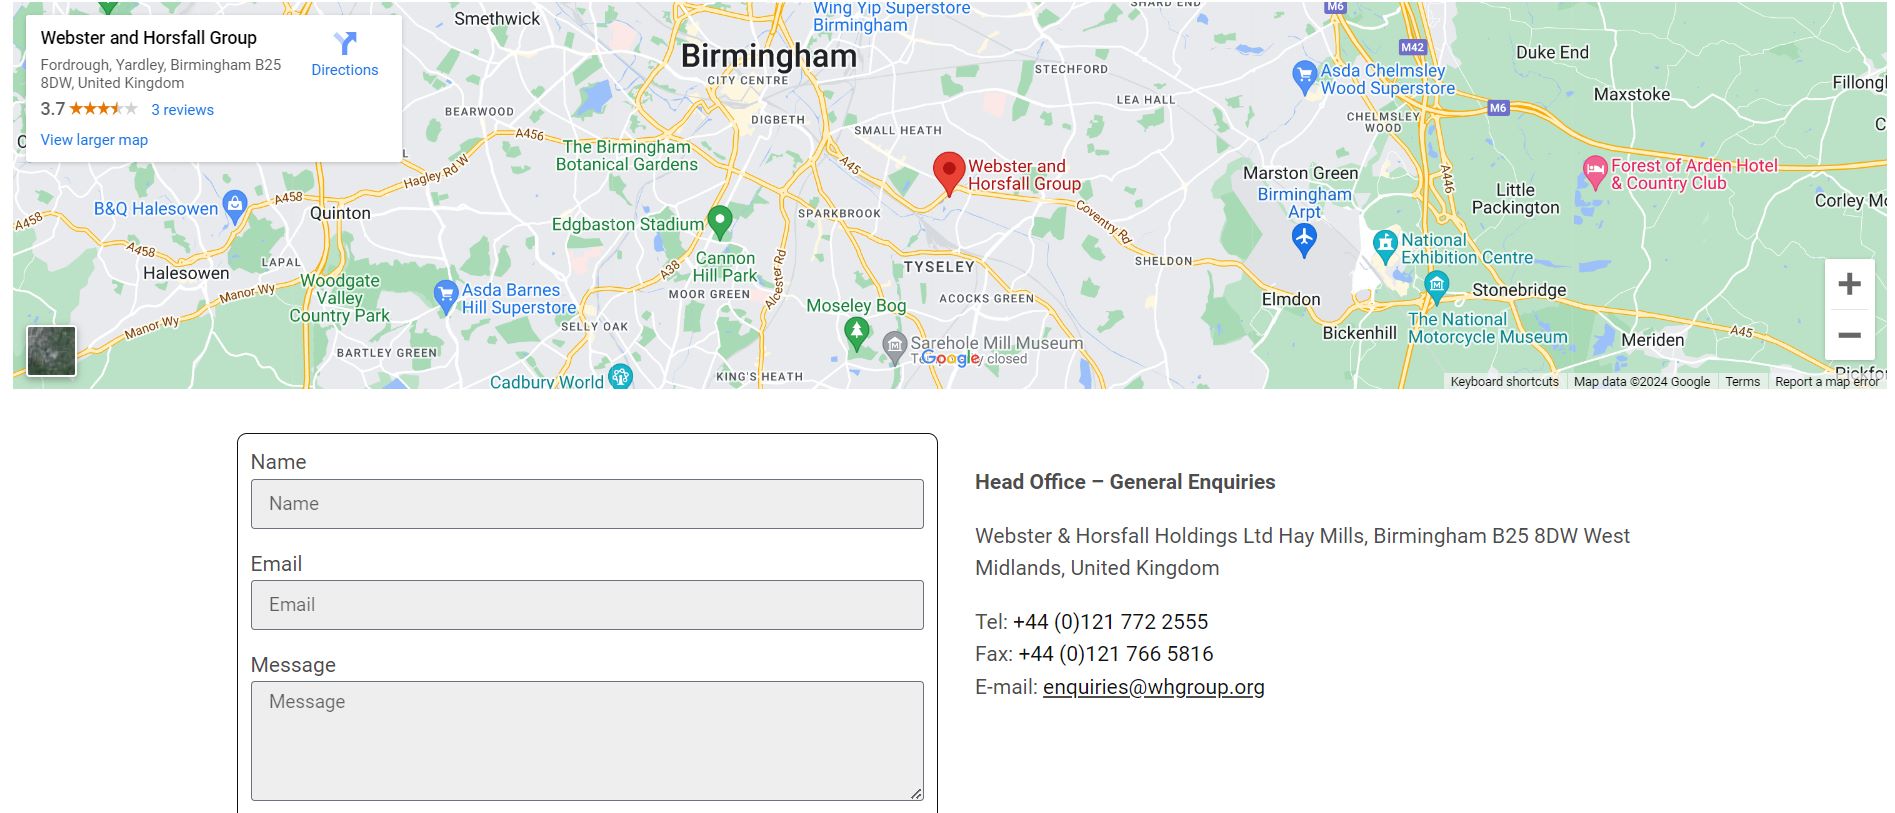 Webster and Horsfall Group
Fordrough, Yardley, Birmingham B25
8DW, United Kingdom
3.7
3 reviews
Directions
View larger map
Smethwick
Wing Yip Superstore
Birmingham
SHARD END
M6
Birmingham
CITY CENTRE
STECHFORD
M42
Duke End
Asda Chelmsley
Wood Superstore
Maxstoke
BEARWOOD
DIGBETH
LEA HALL
M6
CHELMSLEY
WOOD
SMALL HEATH
A456
The Birmingham
Botanical Gardens
A45
Hagley Rd W
Webster and
Horsfall Group
Marston Green
Birmingham
Arpt
A446
Forest of Arden Hotel
& Country Club
Little
Packington
B&Q Halesowen
A458
Quinton
A458
SPARKBROOK
Coventry Rd
Edgbaston Stadium
A458
National
Exhibition Centre
Halesowen
LAPAL
Cannon
Hill Park
A38
TYSELEY
SHELDON
Woodgate
Valley
Country Park
Manor Wy
Asda Barnes
Hill Superstore
MOOR GREEN
Alcester Rd
ACOCKS GREEN
Elmdon
Stonebridge
Moseley Bog
Manor Wy
SELLY OAK
Bickenhill
The National
Motorcycle Museum
A45
Meriden
BARTLEY GREEN
Sarehole Mill Museum
Google
closed
Cadbury World
KING'S HEATH
Keyboard shortcuts
Map data ©2024 Google
Terms
Report a map error
Name
Name
Email
Email
Message
Message
Head Office – General Enquiries
Webster & Horsfall Holdings Ltd Hay Mills, Birmingham B25 8DW West
Midlands, United Kingdom
Tel: +44 (0)121 772 2555
Fax: +44 (0)121 766 5816
E-mail: enquiries@whgroup.org